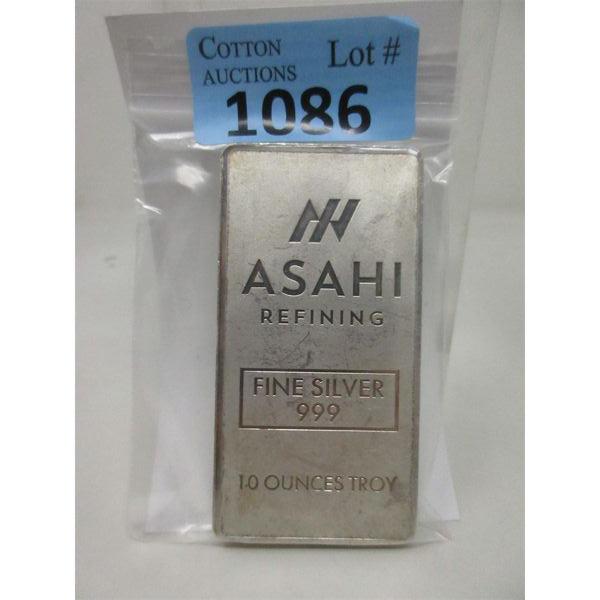 COTTON
AUCTIONS
Lot #
1086
ASAHI
REFINING
FINE SILVER
999
10 OUNCES TROY